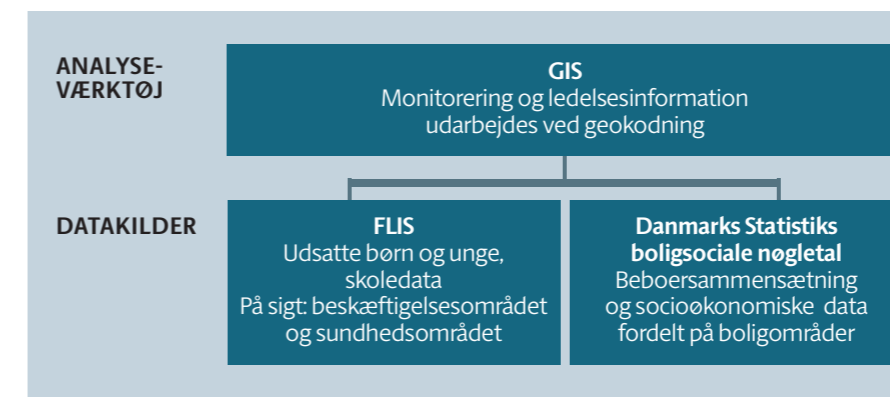 ANALYSE-
VÆRKTØJ
GIS
Monitorering og ledelsesinformation
udarbejdes ved geokodning
DATAKILDER
FLIS
Udsatte børn og unge,
skoledata
På sigt: beskæftigelsesområdet
og sundhedsområdet
Danmarks Statistiks
boligsociale nøgletal
Beboersammensætning
og socioøkonomiske data
fordelt på boligområder